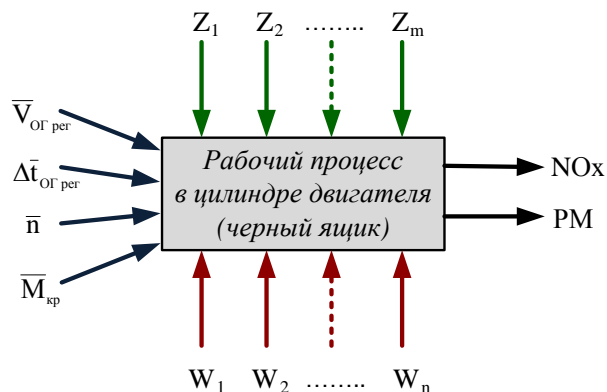 Z₁ Z₂ ........ Zₘ
V̅ОГ рег
Δt̅ОГ рег
n̅
M̅кр
Рабочий процесс
в цилиндре двигателя
(черный ящик)
NOx
PM
W₁ W₂ ........ Wₙ